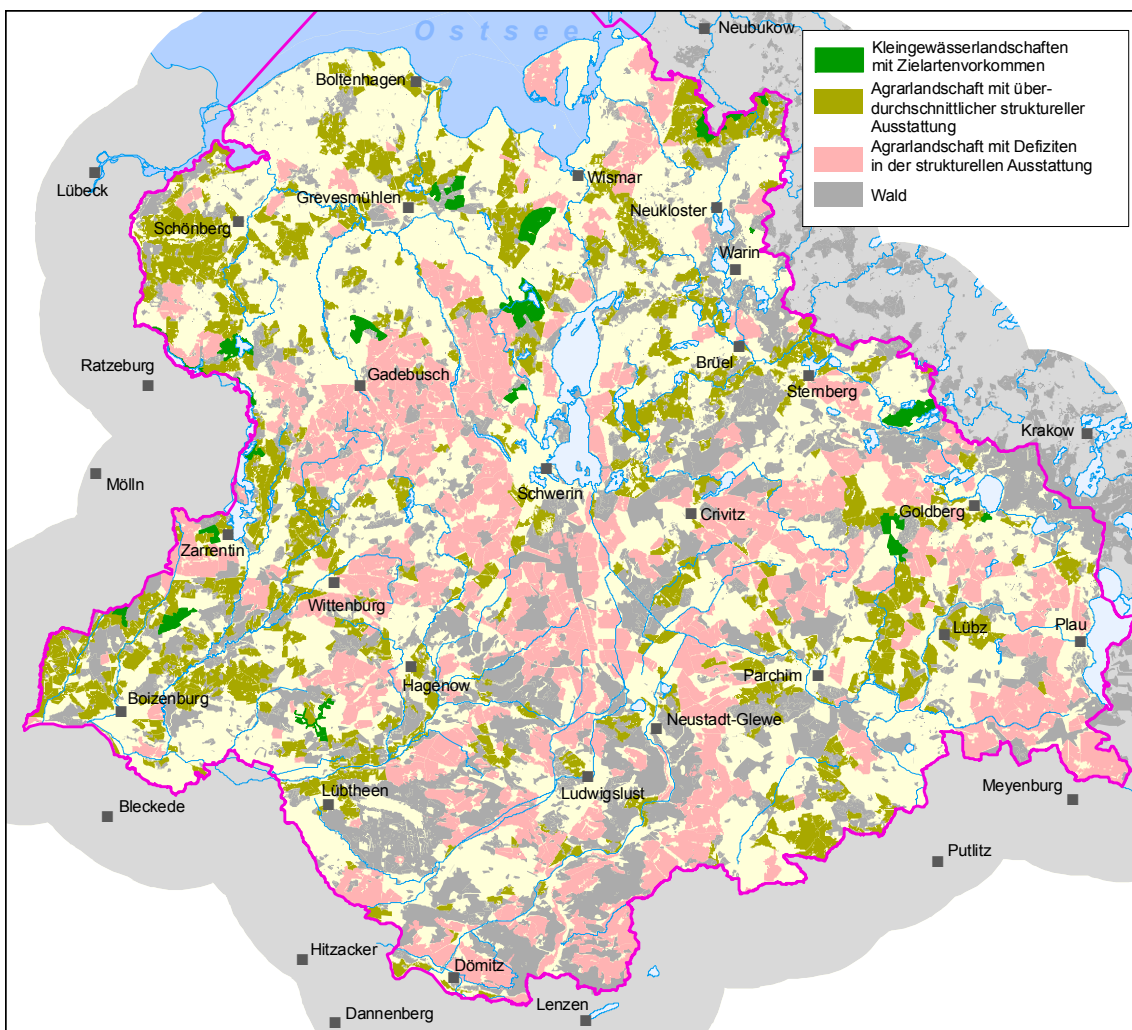 Ostsee
Neubukow
Kleingewässerlandschaften
mit Zielartenvorkommen
Agrarlandschaft mit über-
durchschnittlicher struktureller
Ausstattung
Agrarlandschaft mit Defiziten
in der strukturellen Ausstattung
Wald
Boltenhagen
Lübeck
Wismar
Grevesmühlen
Neukloster
Schönberg
Warin
Ratzeburg
Gadebusch
Brüel
Sternberg
Krakow
Mölln
Schwerin
Crivitz
Goldberg
Zarrentin
Wittenburg
Lübz
Plau
Hagenow
Parchim
Boizenburg
Neustadt-Glewe
Bleckede
Lübtheen
Ludwigslust
Meyenburg
Putlitz
Hitzacker
Dömitz
Lenzen
Dannenberg